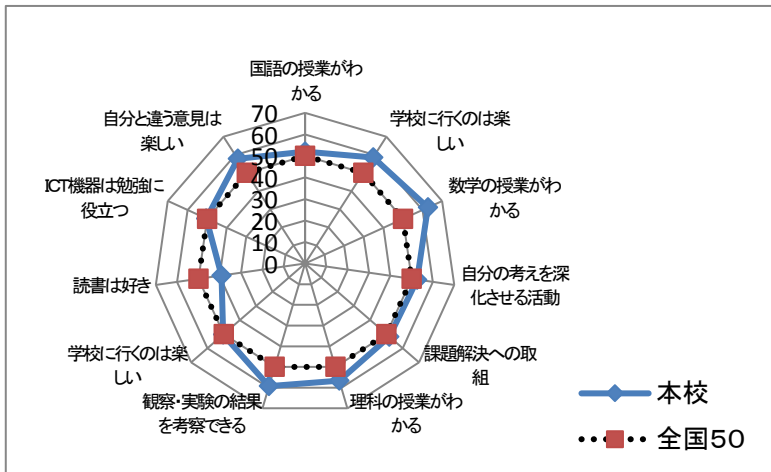 国語の授業がわ
かる
学校に行くのは楽
しい
数学の授業がわ
かる
自分の考えを深
化させる活動
課題解決への取
組
理科の授業がわ
かる
観察・実験の結果
を考察できる
学校に行くのは楽
しい
読書は好き
ICT機器は勉強に
役立つ
自分と違う意見は
楽しい
70
60
50
40
30
20
10
0
本校
全国50